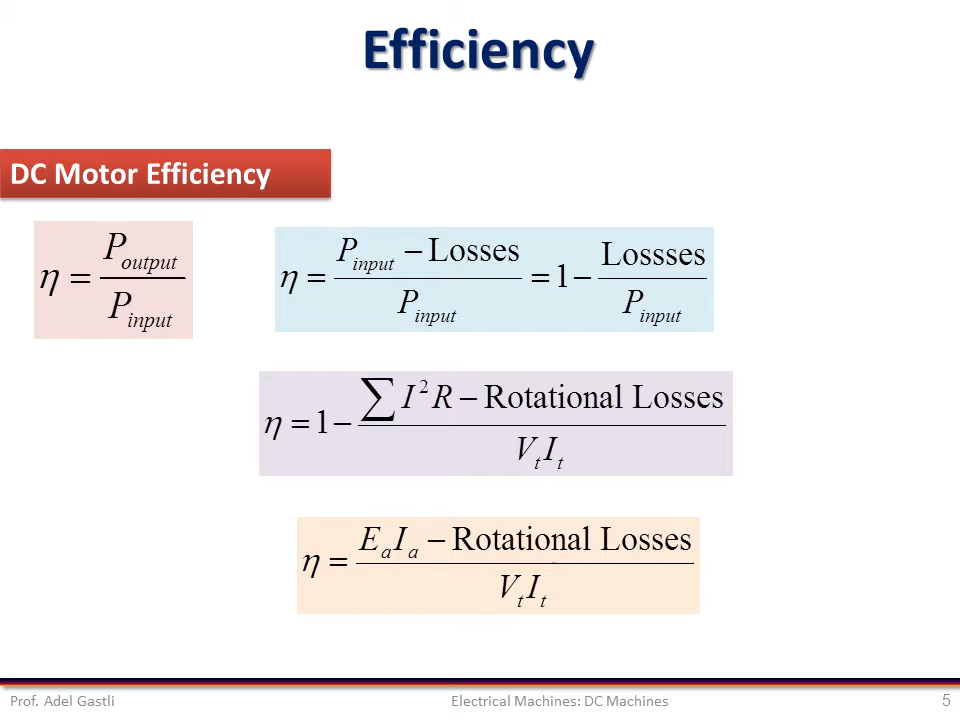 Efficiency
DC Motor Efficiency
η = P_output / P_input
η = (P_input − Losses) / P_input = 1 − Lossses / P_input
η = 1 − (∑ I² R − Rotational Losses) / (V_t I_t)
η = (E_a I_a − Rotational Losses) / (V_t I_t)
Prof. Adel Gastli
Electrical Machines: DC Machines
5